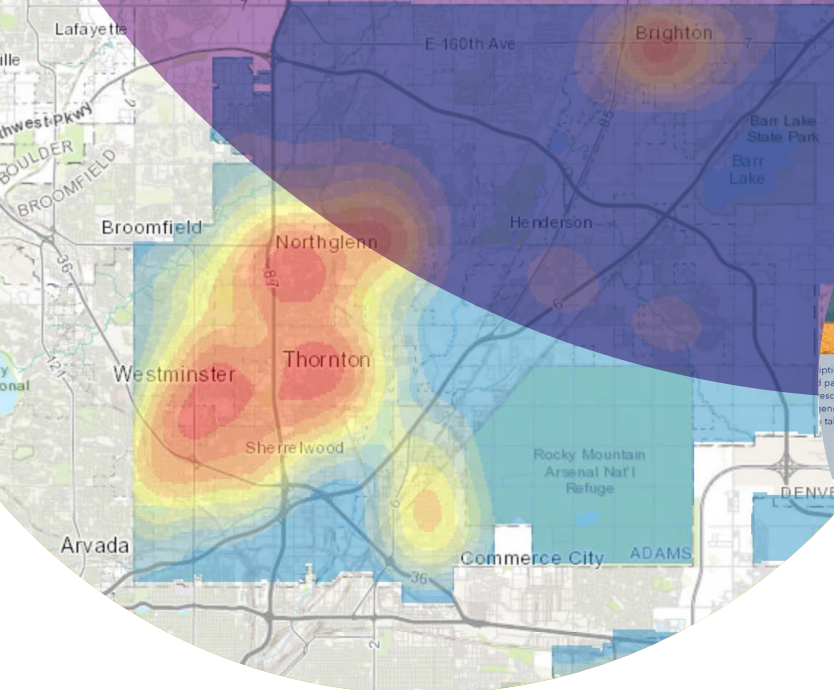 7
Lafayette
E-160th Ave
Brighton
7
ille
thwest-Pkwy
85
Barr Lake
State Park
Barr
Lake
BOULDER
BROOMFIELD
Broomfield
Northglenn
Henderson
36
87
6
y
onal
121
Westminster
Thornton
Sherrelwood
Rocky Mountain
Arsenal Nat'l
Refuge
DENVE
6
Arvada
Commerce City
ADAMS
36
2